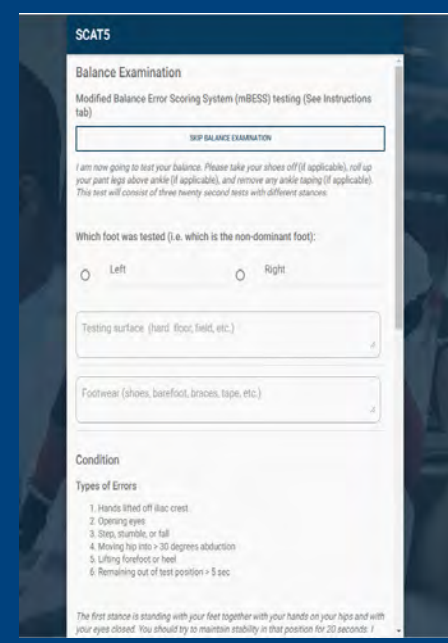 SCAT5
Balance Examination
Modified Balance Error Scoring System (mBESS) testing (See Instructions
tab)
SKIP BALANCE EXAMINATION
I am now going to test your balance. Please take your shoes off (if applicable), roll up
your pant legs above ankle (if applicable), and remove any ankle taping (if applicable).
This test will consist of three twenty second tests with different stances.
Which foot was tested (i.e. which is the non-dominant foot):
Left Right
Testing surface (hard floor, field, etc.)
Footwear (shoes, barefoot, braces, tape, etc.)
Condition
Types of Errors
1. Hands lifted off iliac crest
2. Opening eyes
3. Step, stumble, or fall
4. Moving hip into > 30 degrees abduction
5. Lifting forefoot or heel
6. Remaining out of test position > 5 sec
The first stance is standing with your feet together with your hands on your hips and with
your eyes closed. You should try to maintain stability in that position for 20 seconds. I